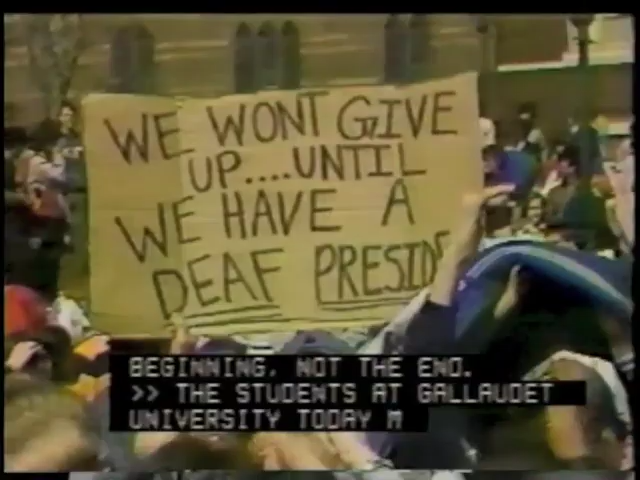 WE WONT GIVE
UP....UNTIL
WE HAVE A
DEAF PRESID
BEGINNING, NOT THE END.
>> THE STUDENTS AT GALLAUDET
UNIVERSITY TODAY M